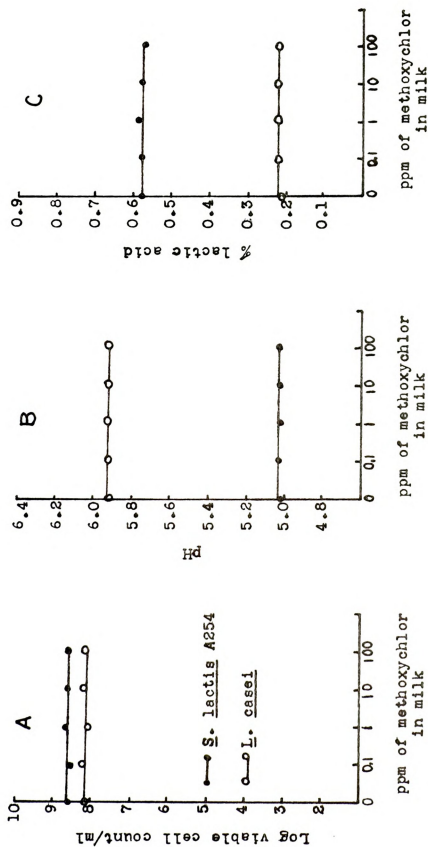 A
Log viable cell count/ml
10
9
8
7
6
5
4
3
2
S. lactis A254
L. casei
0 0.1 1 10 100
ppm of methoxychlor
in milk
B
pH
6.4
6.2
6.0
5.8
5.6
5.4
5.2
5.0
4.8
0 0.1 1 10 100
ppm of methoxychlor
in milk
C
% lactic acid
0.9
0.8
0.7
0.6
0.5
0.4
0.3
0.2
0.1
0 0.1 1 10 100
ppm of methoxychlor
in milk